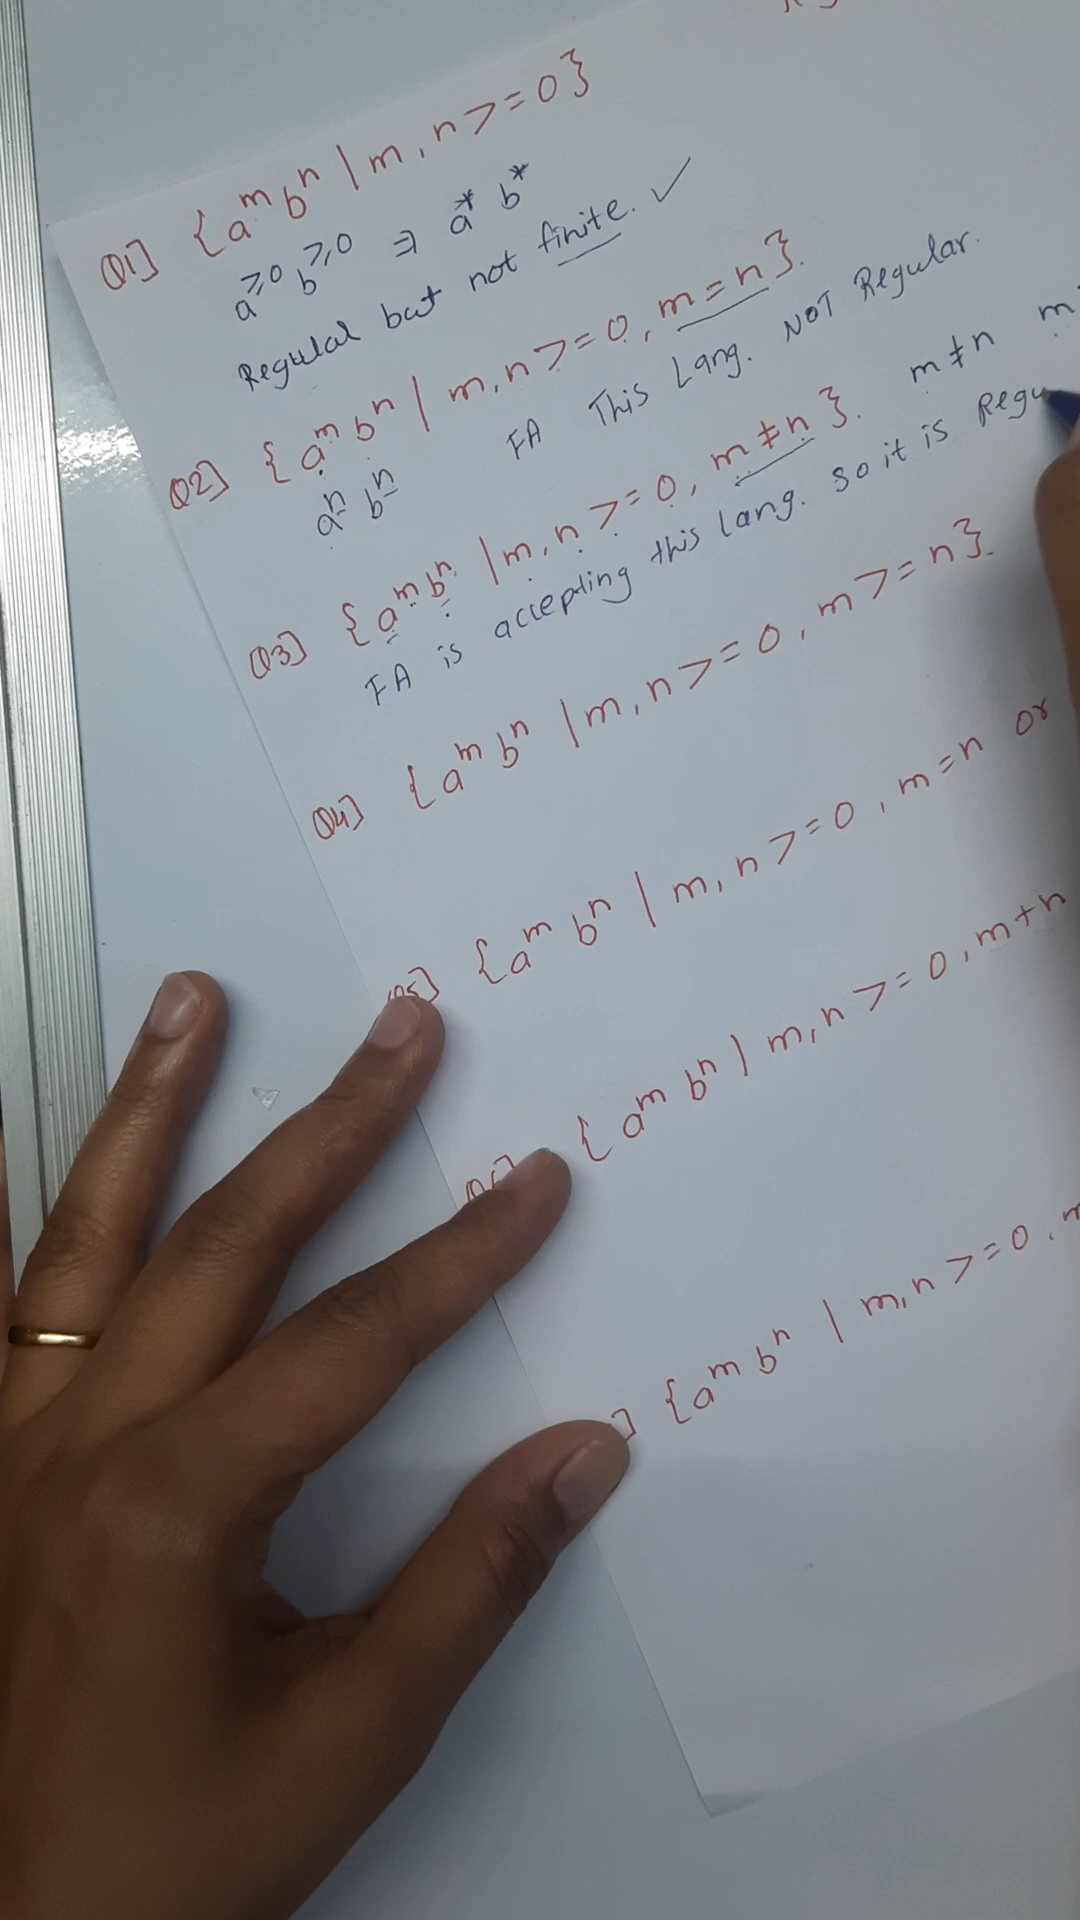 Q1] {a^m b^n | m, n >= 0}
a^≥0 b^≥0 ⇒ a^* b^*
Regular but not finite. ✓
Q2] {a^m b^n | m, n >= 0, m = n}.
a^n b^n FA This Lang. NOT Regular.
Q3] {a^m b^n | m, n >= 0, m ≠ n}. m ≠ n m
FA is accepting this lang. so it is Regu
Q4] {a^m b^n | m, n >= 0, m >= n}.
{a^m b^n | m, n >= 0, m = n or
{a^m b^n | m, n >= 0, m + n
] {a^m b^n | m, n >= 0, m